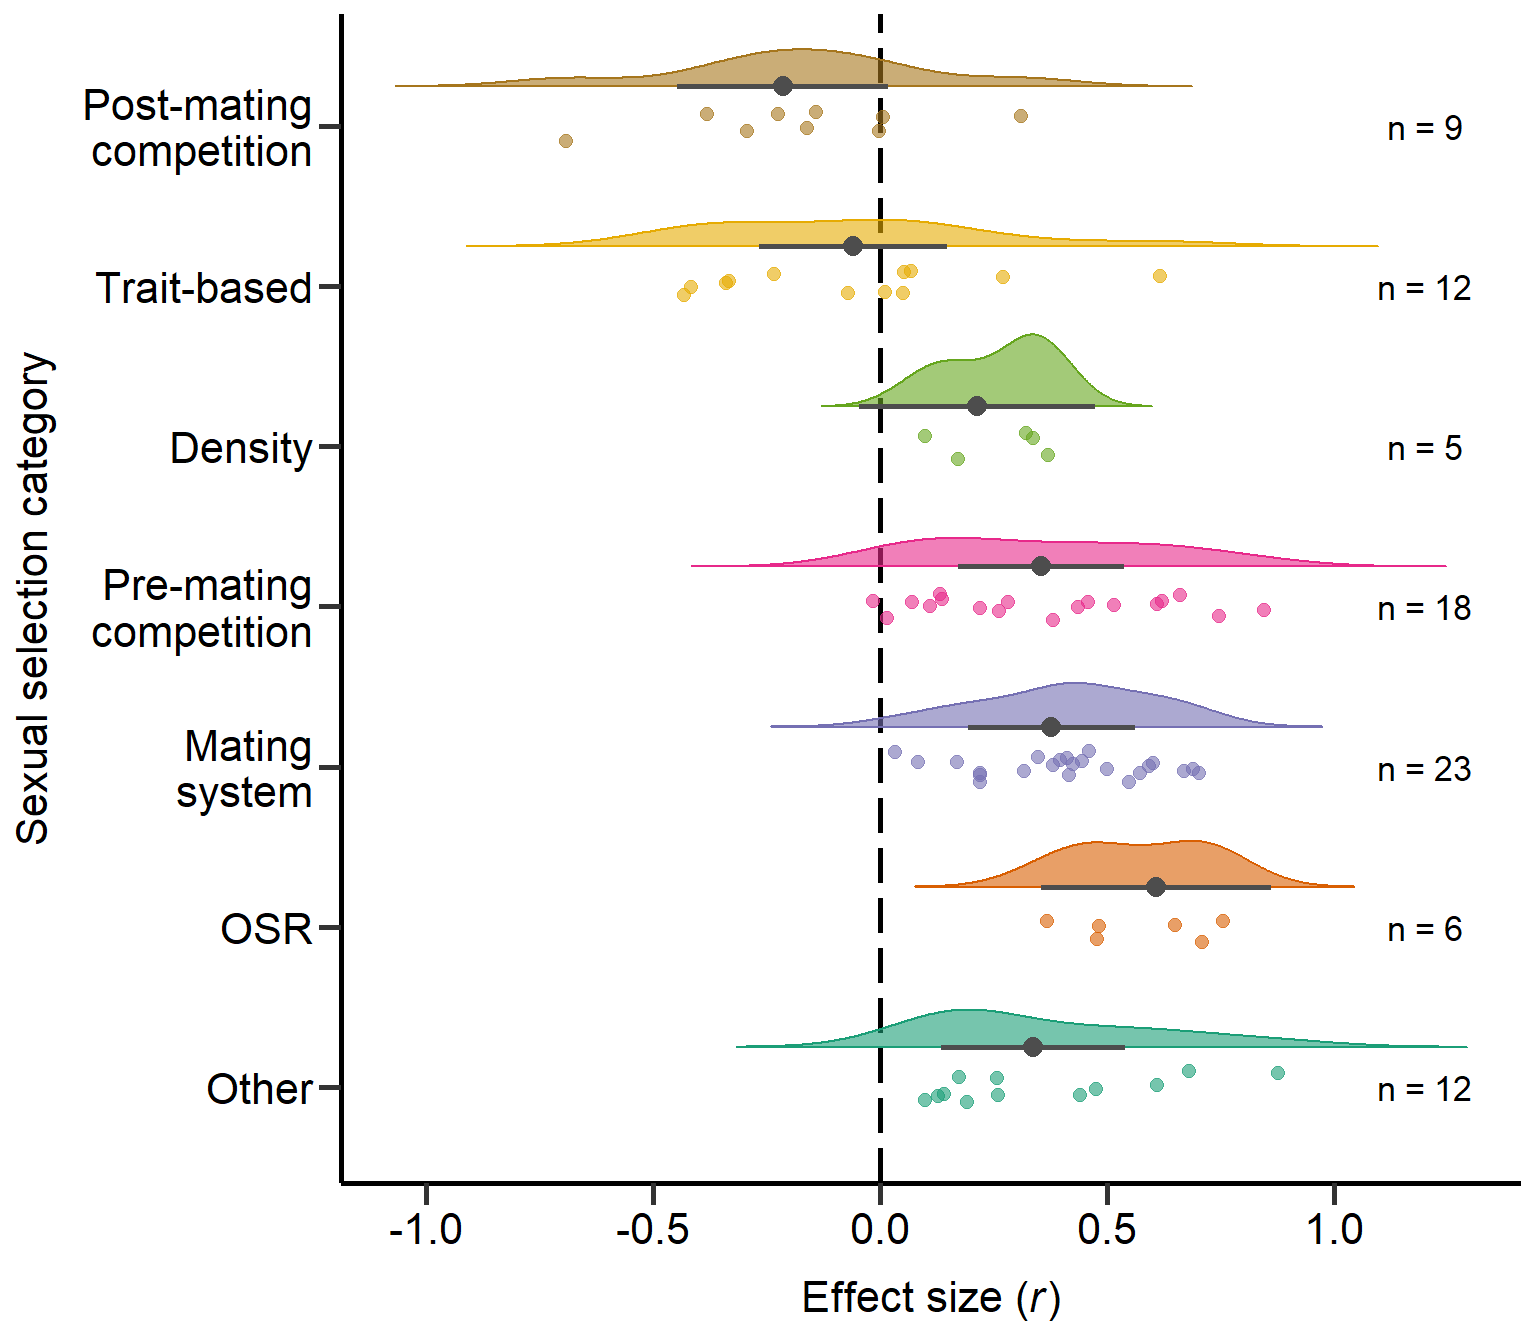 Post-mating
competition
n = 9
Trait-based
n = 12
Density
n = 5
Pre-mating
competition
n = 18
Mating
system
n = 23
OSR
n = 6
Other
n = 12
Sexual selection category
-1.0 -0.5 0.0 0.5 1.0
Effect size (r)